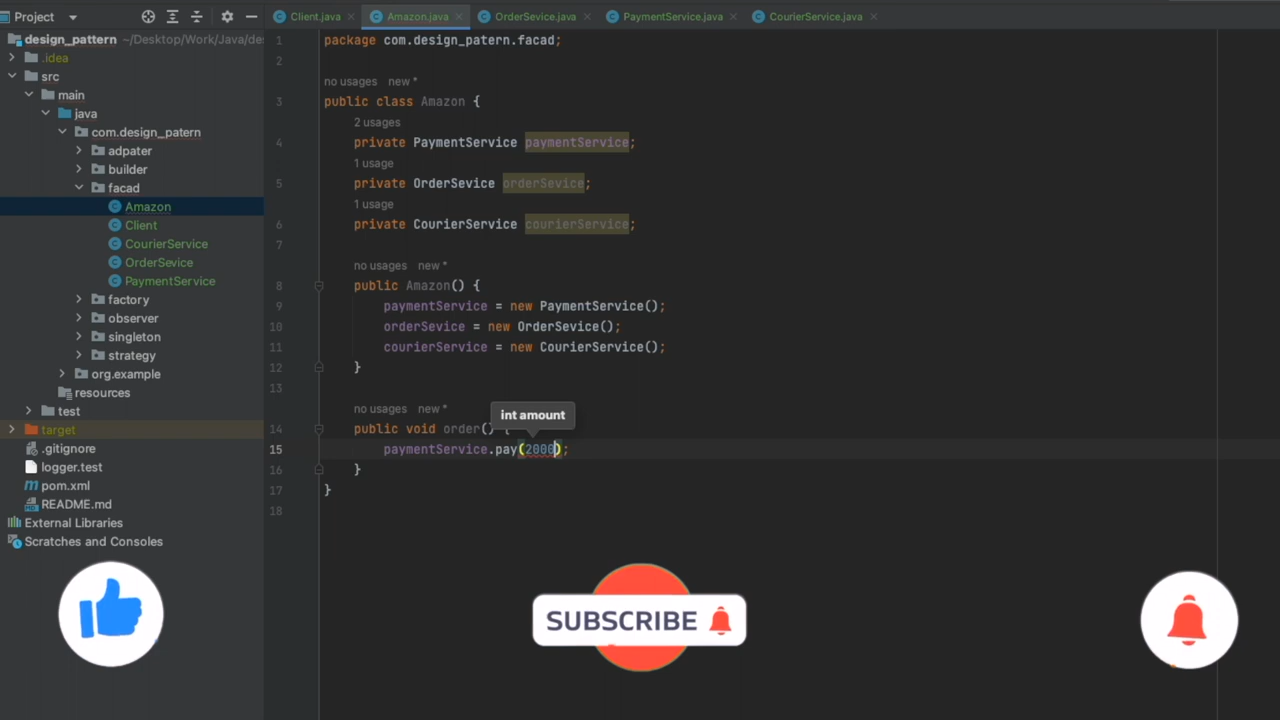 Project
design_pattern ~/Desktop/Work/Java/de
.idea
src
main
java
com.design_patern
adpater
builder
facad
Amazon
Client
CourierService
OrderSevice
PaymentService
factory
observer
singleton
strategy
org.example
resources
test
target
.gitignore
logger.test
pom.xml
README.md
External Libraries
Scratches and Consoles
Client.java Amazon.java OrderSevice.java PaymentService.java CourierService.java
1 package com.design_patern.facad;
2
no usages new *
3 public class Amazon {
2 usages
4 private PaymentService paymentService;
1 usage
5 private OrderSevice orderSevice;
1 usage
6 private CourierService courierService;
7
no usages new *
8 public Amazon() {
9 paymentService = new PaymentService();
10 orderSevice = new OrderSevice();
11 courierService = new CourierService();
12 }
13
no usages new *
int amount
14 public void order() {
15 paymentService.pay(2000);
16 }
17 }
18
SUBSCRIBE